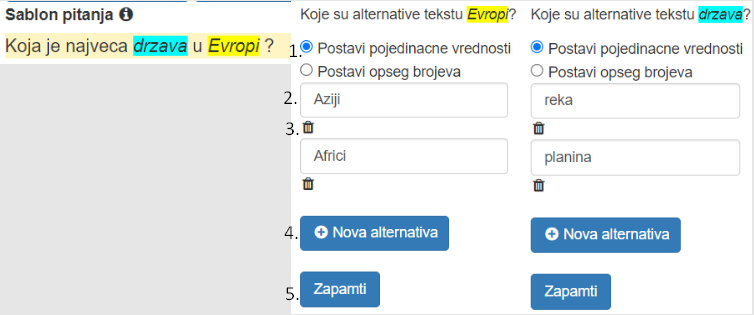 Sablon pitanja
Koja je najveca drzava u Evropi ?
Koje su alternative tekstu Evropi?
1. Postavi pojedinacne vrednosti
Postavi opseg brojeva
2. Aziji
3.
Africi
4. Nova alternativa
5. Zapamti
Koje su alternative tekstu drzava?
Postavi pojedinacne vrednosti
Postavi opseg brojeva
reka
planina
Nova alternativa
Zapamti